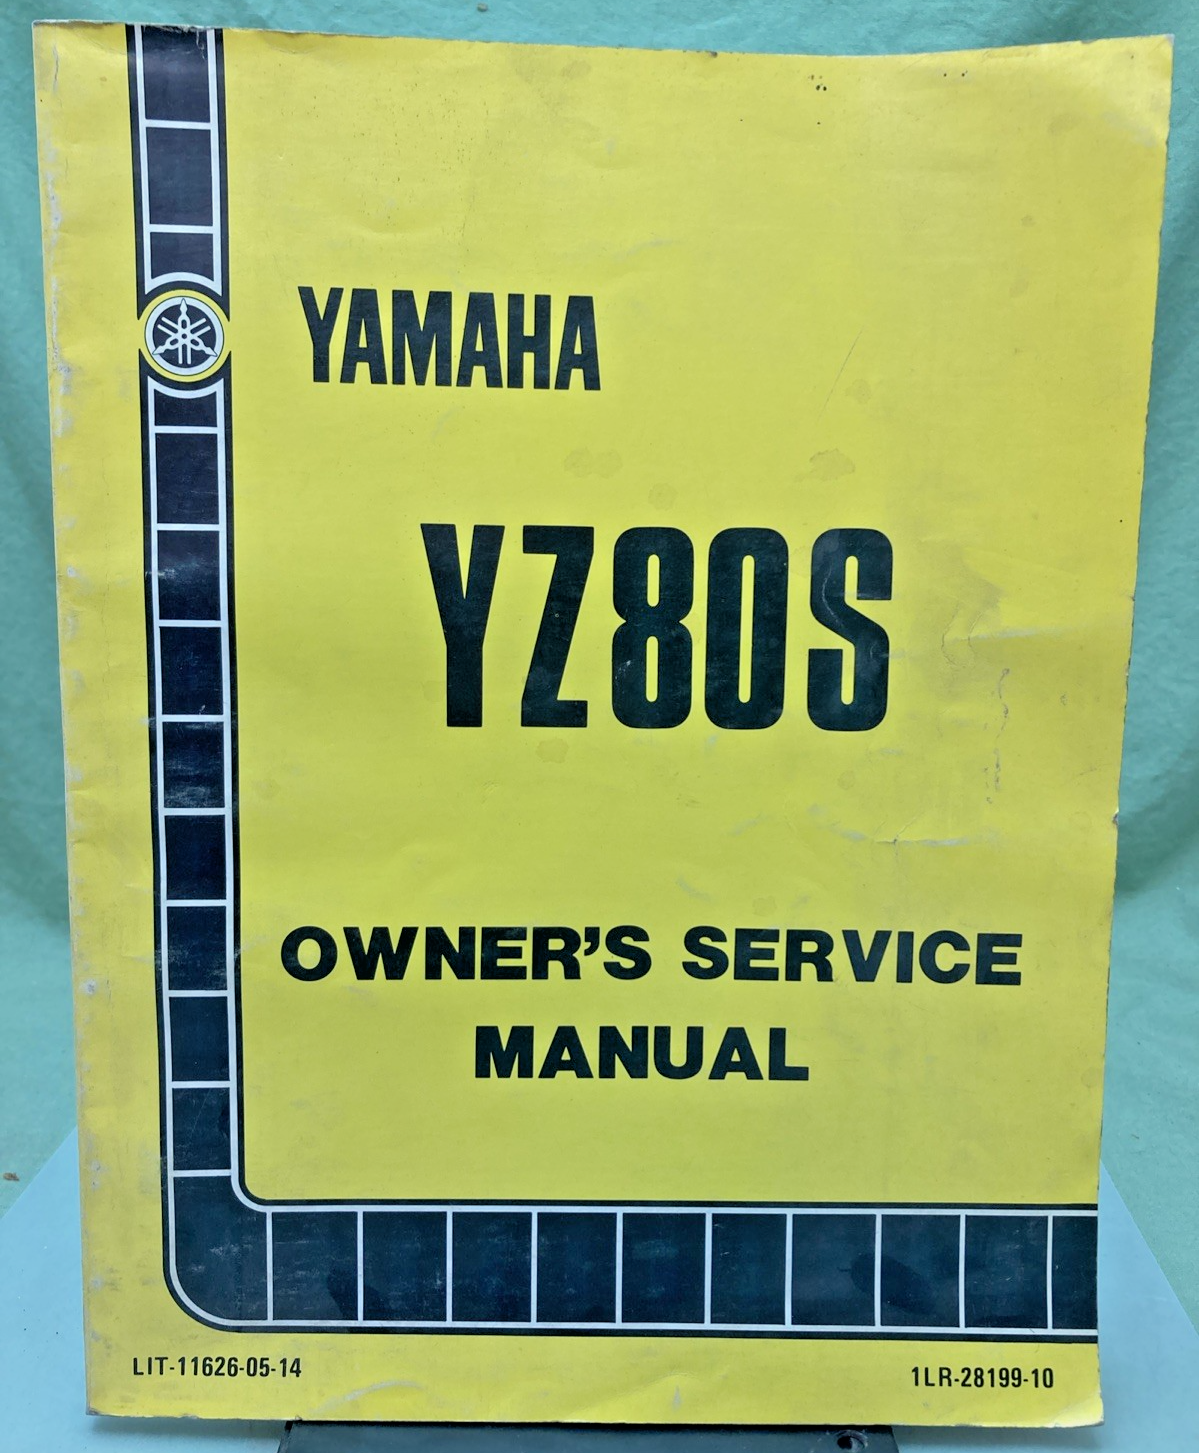 YAMAHA
YZ80S
OWNER'S SERVICE
MANUAL
LIT-11626-05-14
1LR-28199-10